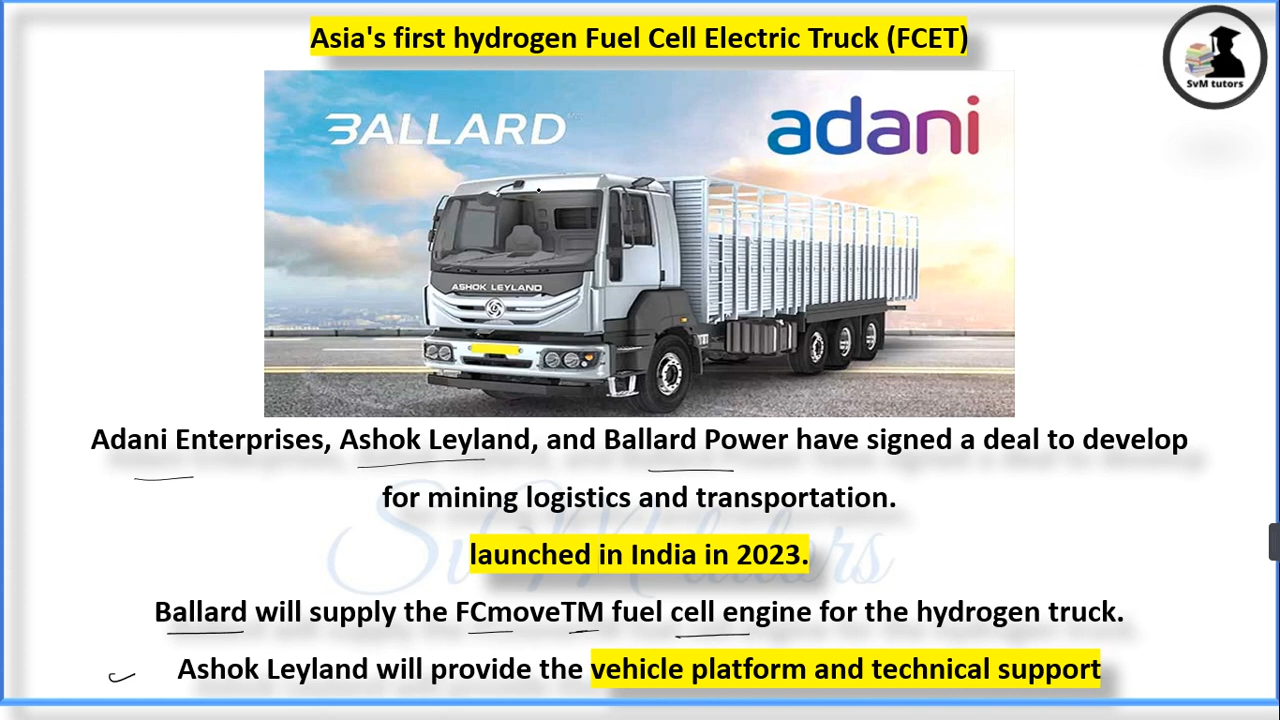 Asia's first hydrogen Fuel Cell Electric Truck (FCET)
SvM tutors
BALLARD
adani
ASHOK LEYLAND
Adani Enterprises, Ashok Leyland, and Ballard Power have signed a deal to develop
for mining logistics and transportation.
SvM tutors
launched in India in 2023.
Ballard will supply the FCmoveTM fuel cell engine for the hydrogen truck.
Ashok Leyland will provide the vehicle platform and technical support